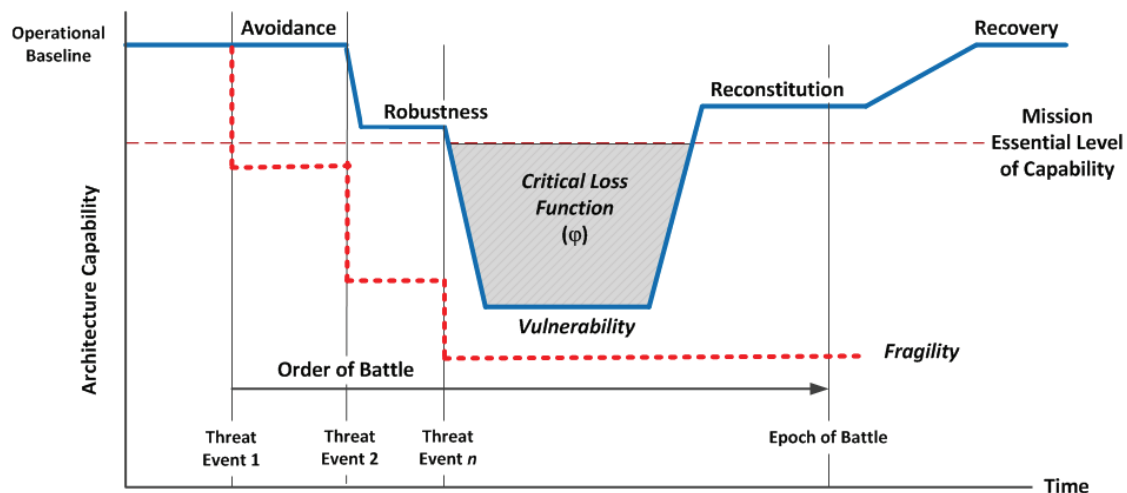 Operational
Baseline
Avoidance
Recovery
Robustness
Reconstitution
Mission
Essential Level
of Capability
Critical Loss
Function
(φ)
Architecture Capability
Vulnerability
Fragility
Order of Battle
Threat
Event 1
Threat
Event 2
Threat
Event n
Epoch of Battle
Time